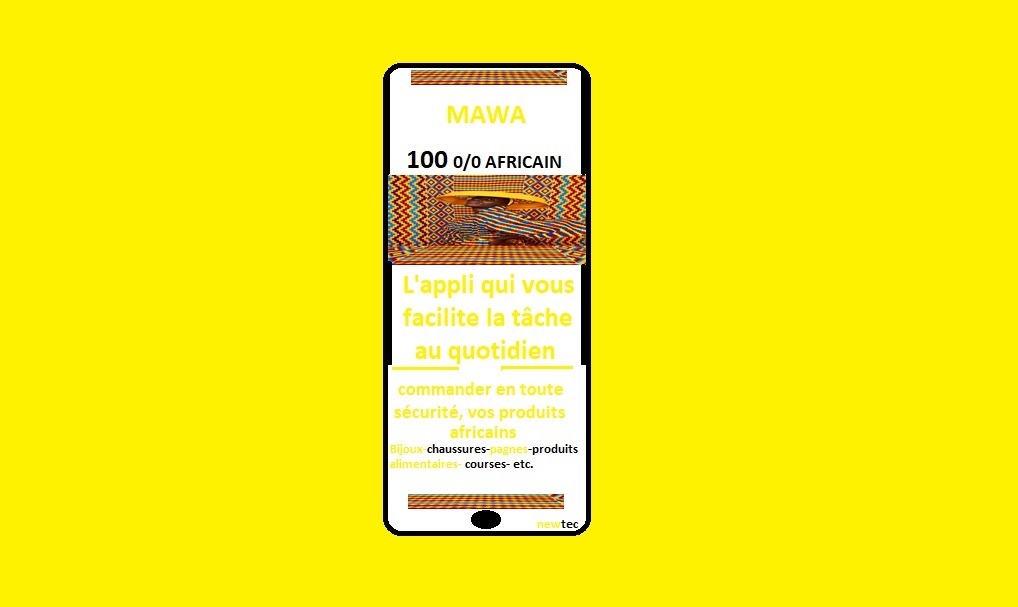 MAWA
100 0/0 AFRICAIN
L'appli qui vous
facilite la tâche
au quotidien
commander en toute
sécurité, vos produits
africains
Bijoux-chaussures-pagnes-produits
alimentaires- courses- etc.
newtec